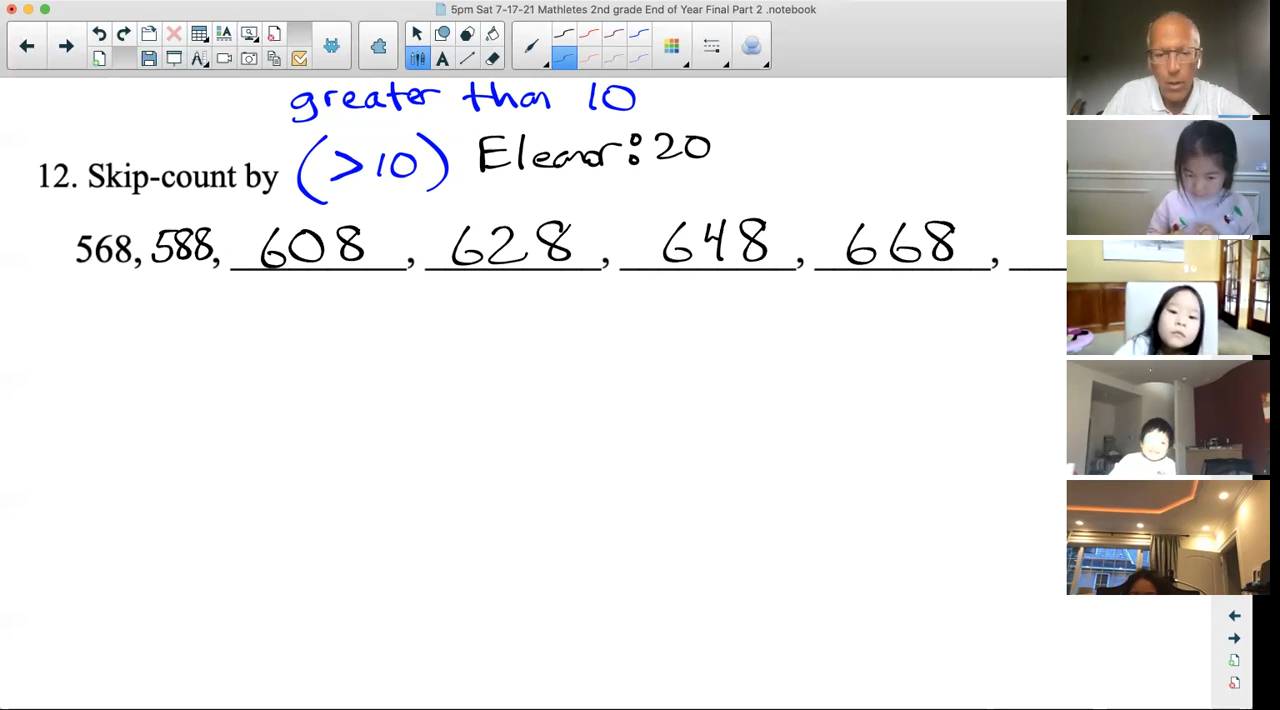 5pm Sat 7-17-21 Mathletes 2nd grade End of Year Final Part 2 .notebook
greater than 10
12. Skip-count by (>10) Eleanor: 20
568, 588, 608, 628, 648, 668,